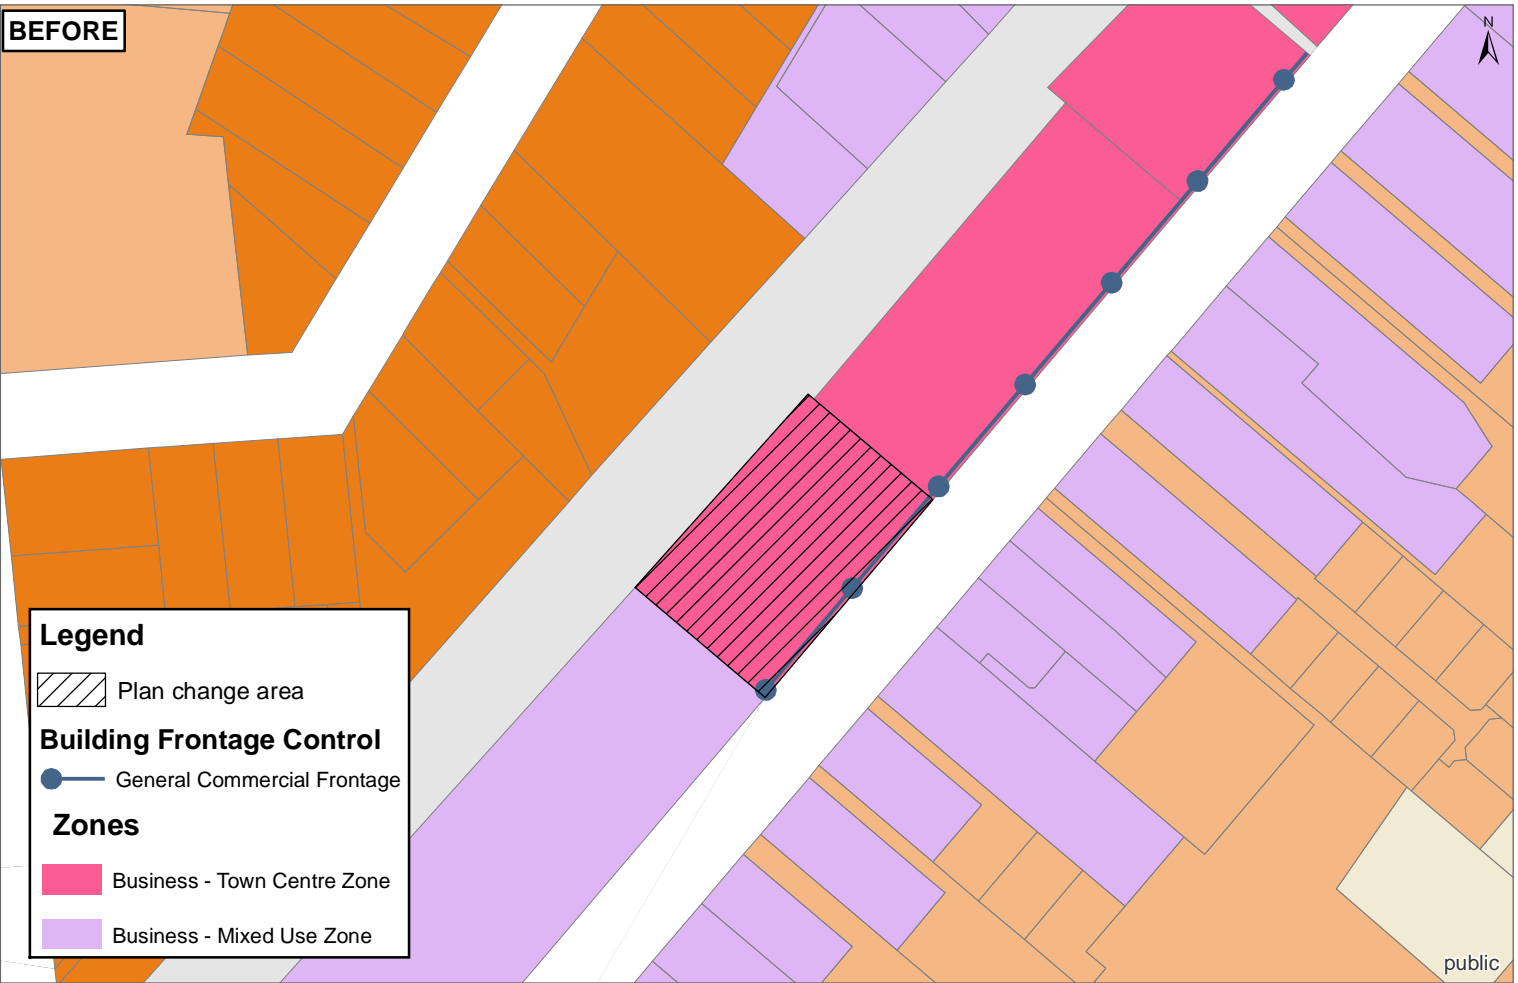 BEFORE
N
Legend
Plan change area
Building Frontage Control
General Commercial Frontage
Zones
Business - Town Centre Zone
Business - Mixed Use Zone
public